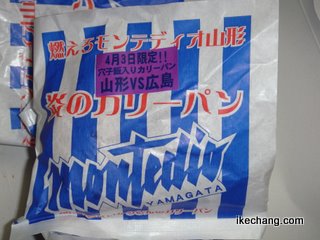 燃えろモンテディオ山形
4月3日限定!!
穴子飯入りカリーパン
山形VS広島
炎のカリーパン
montedio
YAMAGATA
ikechang.com